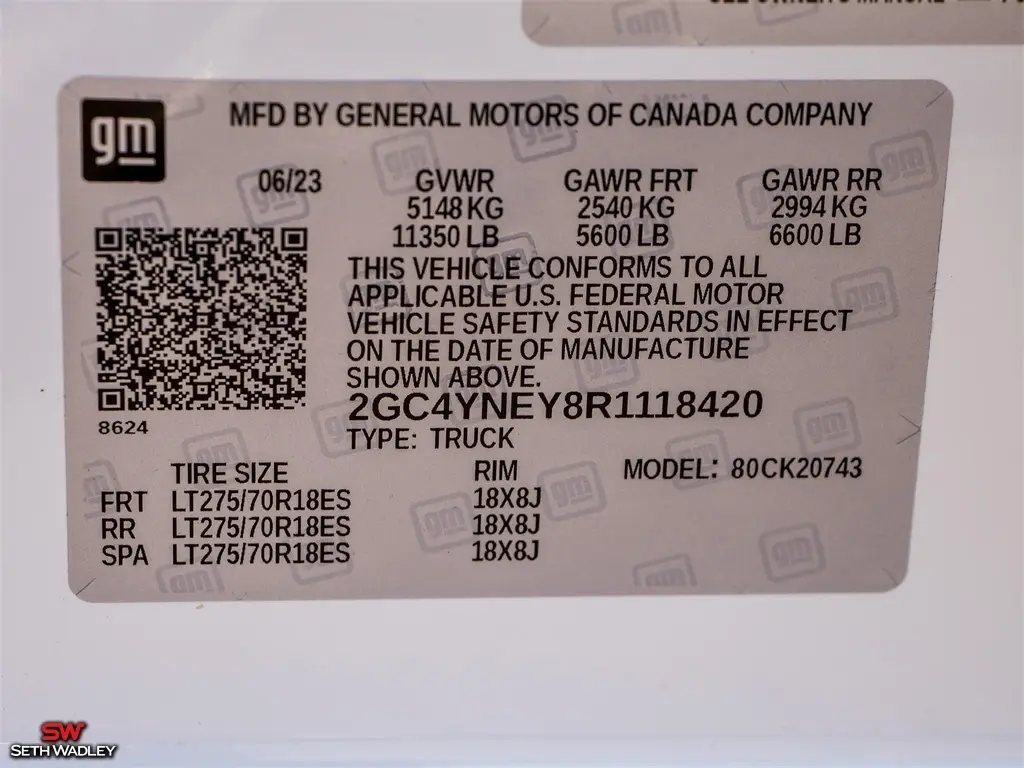 gm
MFD BY GENERAL MOTORS OF CANADA COMPANY
06/23 GVWR GAWR FRT GAWR RR
5148 KG 2540 KG 2994 KG
11350 LB 5600 LB 6600 LB
THIS VEHICLE CONFORMS TO ALL
APPLICABLE U.S. FEDERAL MOTOR
VEHICLE SAFETY STANDARDS IN EFFECT
ON THE DATE OF MANUFACTURE
SHOWN ABOVE.
2GC4YNEY8R1118420
8624
TYPE: TRUCK
TIRE SIZE RIM MODEL: 80CK20743
FRT LT275/70R18ES 18X8J
RR LT275/70R18ES 18X8J
SPA LT275/70R18ES 18X8J
SW
SETH WADLEY